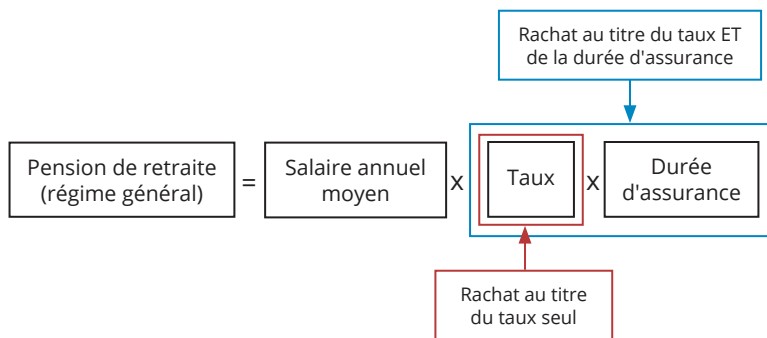 Rachat au titre du taux ET
de la durée d'assurance
Pension de retraite
(régime général)
=
Salaire annuel
moyen
x
Taux
x
Durée
d'assurance
Rachat au titre
du taux seul